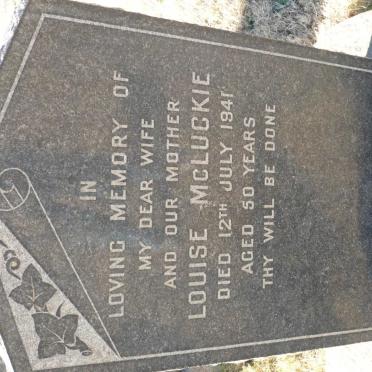 IN
LOVING MEMORY OF
MY DEAR WIFE
AND OUR MOTHER
LOUISE McLUCKIE
DIED 12TH JULY 1941
AGED 50 YEARS
THY WILL BE DONE